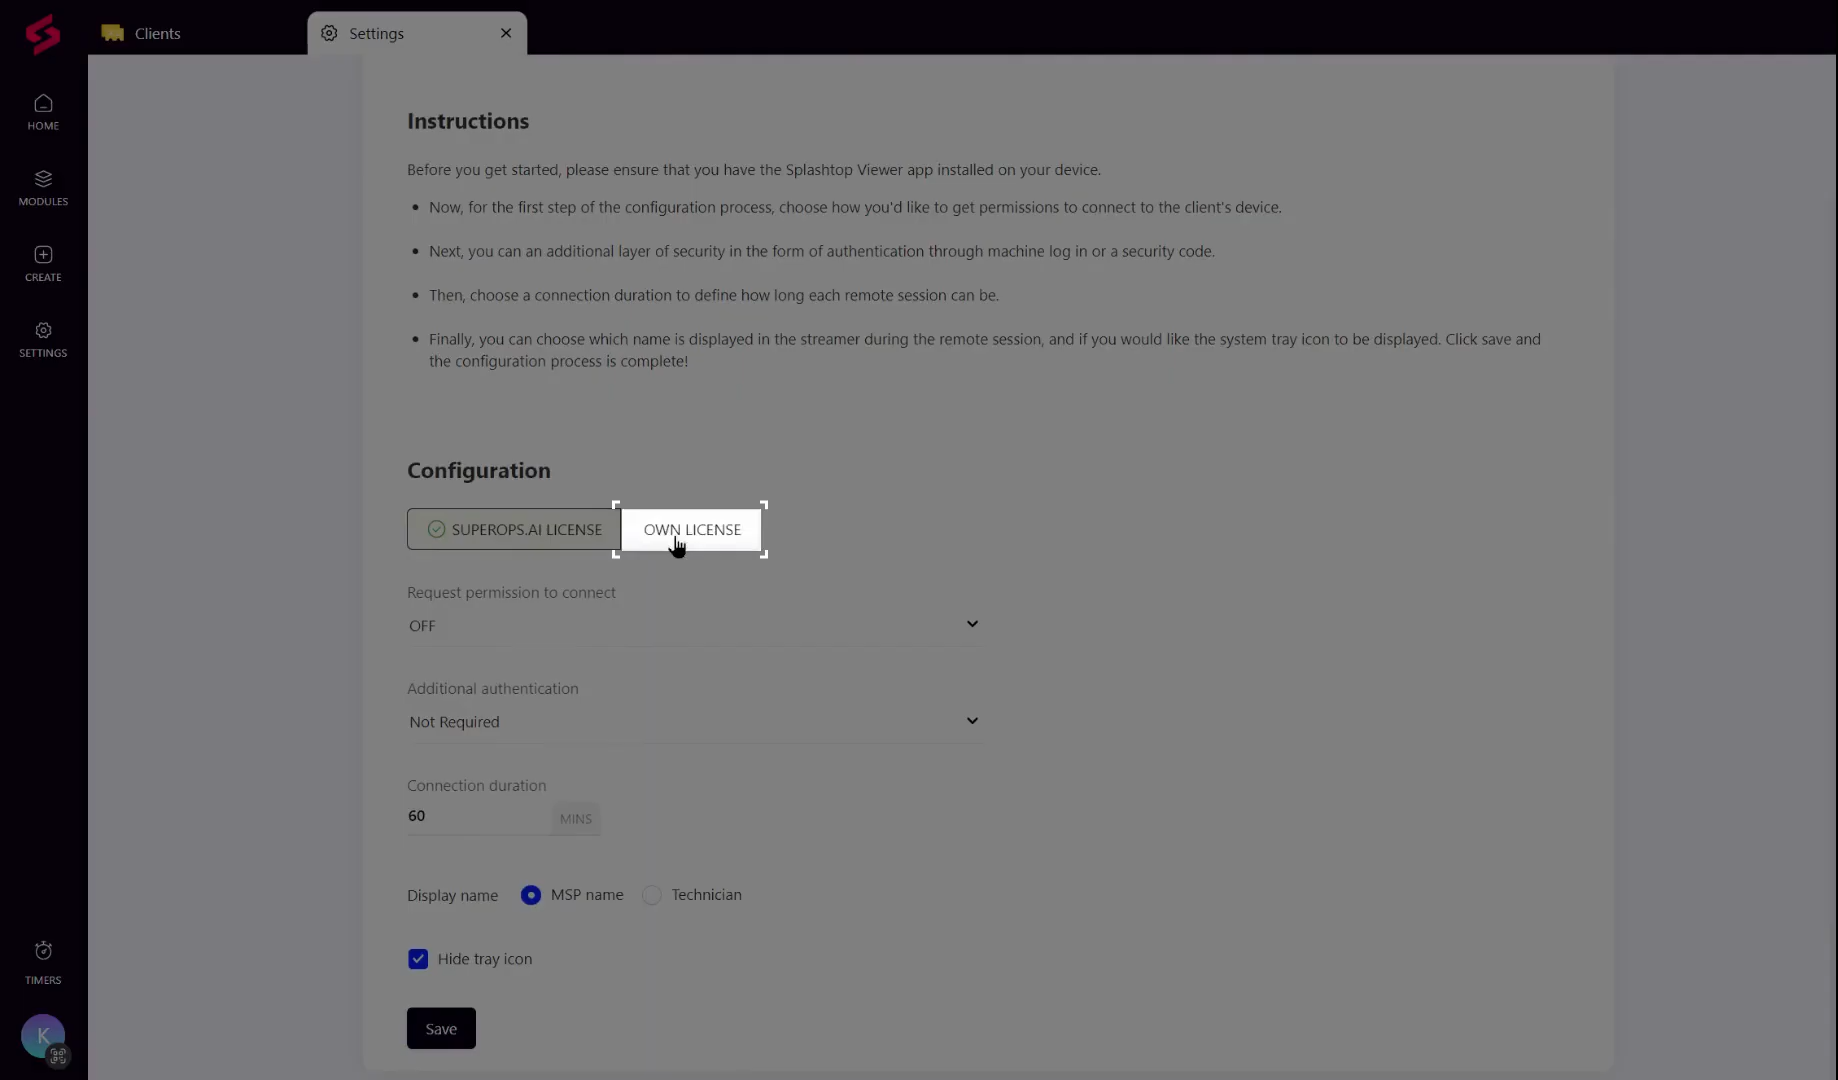 Clients
Settings
HOME
MODULES
CREATE
SETTINGS
Instructions
Before you get started, please ensure that you have the Splashtop Viewer app installed on your device.
Now, for the first step of the configuration process, choose how you'd like to get permissions to connect to the client's device.
Next, you can an additional layer of security in the form of authentication through machine log in or a security code.
Then, choose a connection duration to define how long each remote session can be.
Finally, you can choose which name is displayed in the streamer during the remote session, and if you would like the system tray icon to be displayed. Click save and
the configuration process is complete!
Configuration
SUPEROPS.AI LICENSE
OWN LICENSE
Request permission to connect
OFF
Additional authentication
Not Required
Connection duration
60
MINS
Display name
MSP name
Technician
Hide tray icon
Save
TIMERS
K